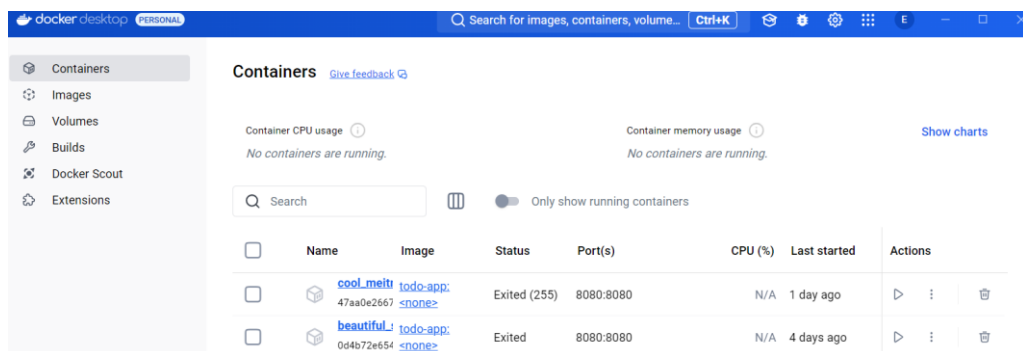 docker desktop PERSONAL Search for images, containers, volume... Ctrl+K E
Containers
Images
Volumes
Builds
Docker Scout
Extensions
Containers Give feedback
Container CPU usage
No containers are running.
Container memory usage
No containers are running.
Show charts
Search
Only show running containers
Name Image Status Port(s) CPU (%) Last started Actions
cool_meitn todo-app: Exited (255) 8080:8080 N/A 1 day ago
47aa0e2667 <none>
beautiful_ todo-app: Exited 8080:8080 N/A 4 days ago
0d4b72e654 <none>